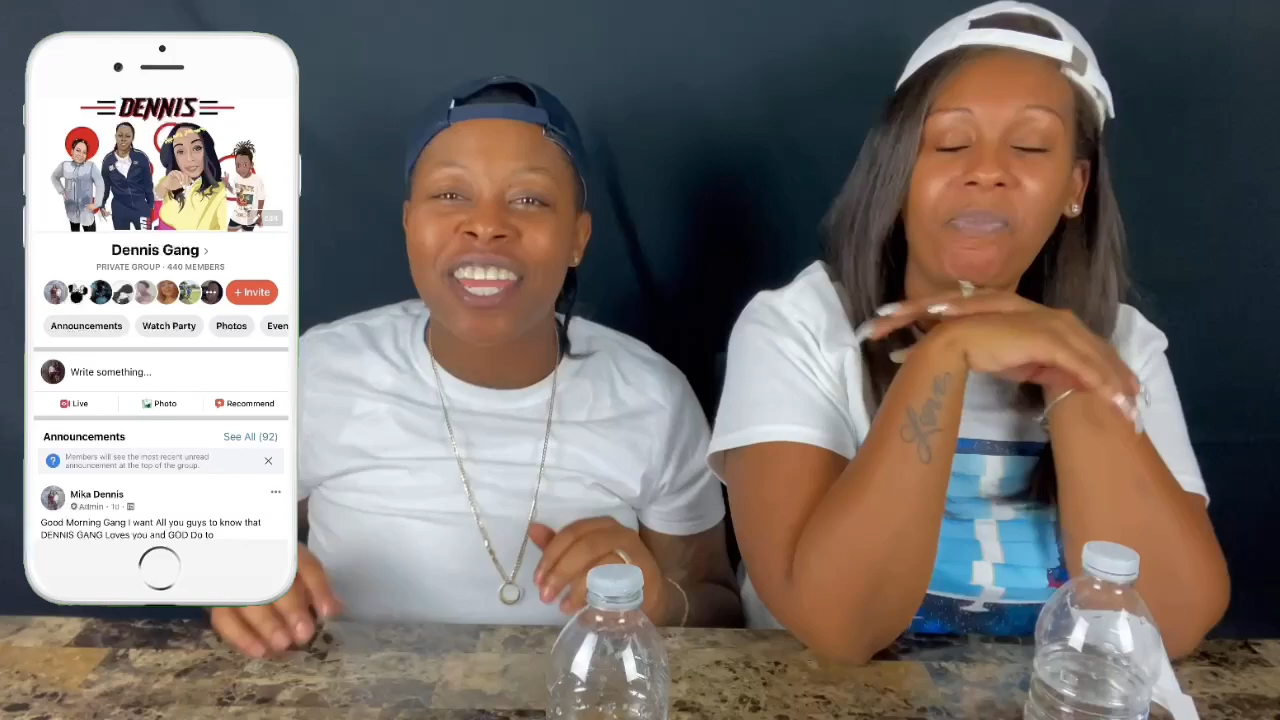 DENNIS
Edit
Dennis Gang >
PRIVATE GROUP · 440 MEMBERS
+ Invite
Announcements
Watch Party
Photos
Even
Write something...
Live
Photo
Recommend
Announcements
See All (92)
Members will see the most recent unread
announcement at the top of the group.
Mika Dennis
Admin · 1d ·
Good Morning Gang I want All you guys to know that
DENNIS GANG Loves you and GOD Do to
Love